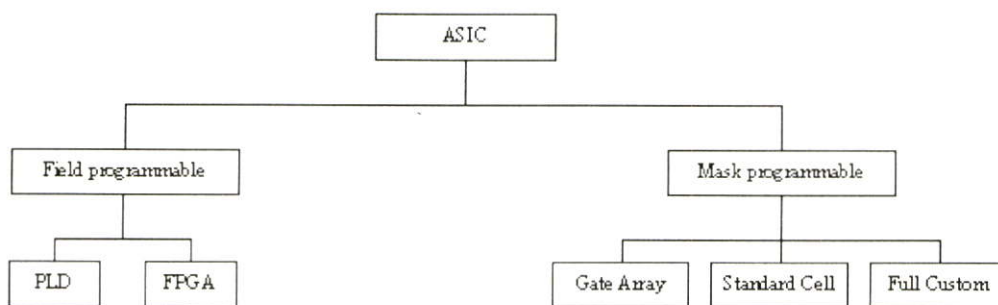 ASIC
Field programmable
Mask programmable
PLD
FPGA
Gate Array
Standard Cell
Full Custom